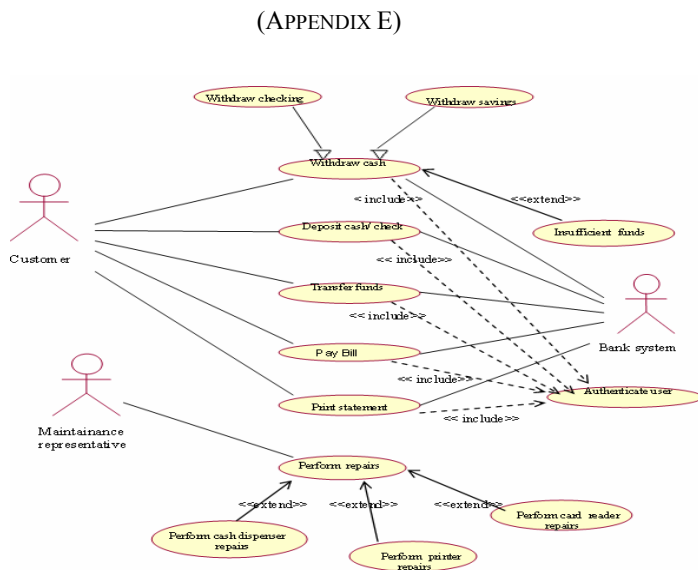 (APPENDIX E)
Withdraw checking
Withdraw savings
Withdraw cash
< include>>
<<extend>>
Deposit cash/ check
Insufficient funds
Customer
<< include>>
Transfer funds
<< include>>
Bank system
Pay Bill
<< include>>
Authenticate user
Print statement
<< include>>
Maintainance
representative
Perform repairs
<<extend>>
<<extend>>
<<extend>>
Perform cash dispenser
repairs
Perform printer
repairs
Perform card reader
repairs